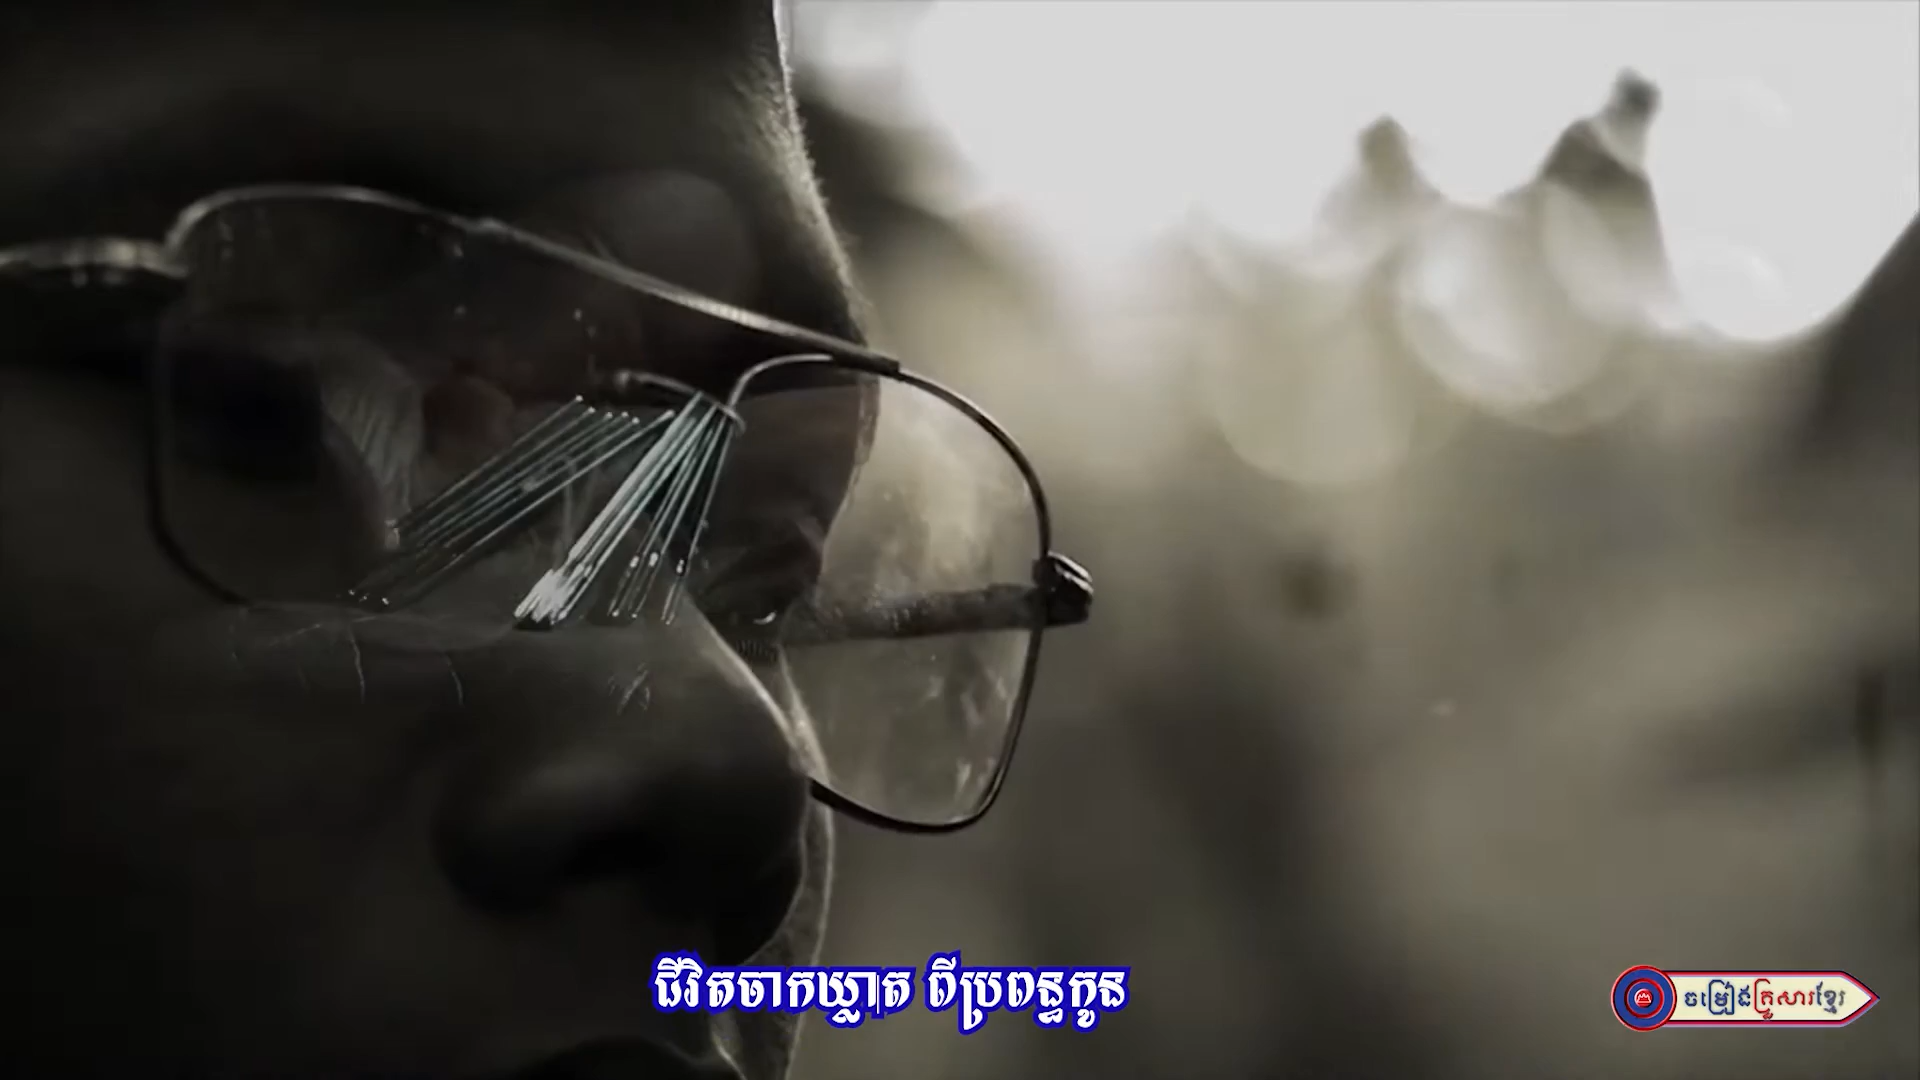 ជីវិតចាកឃ្លាត ពីប្រពន្ធកូន
ចម្រៀងគ្រួសារខ្មែរ